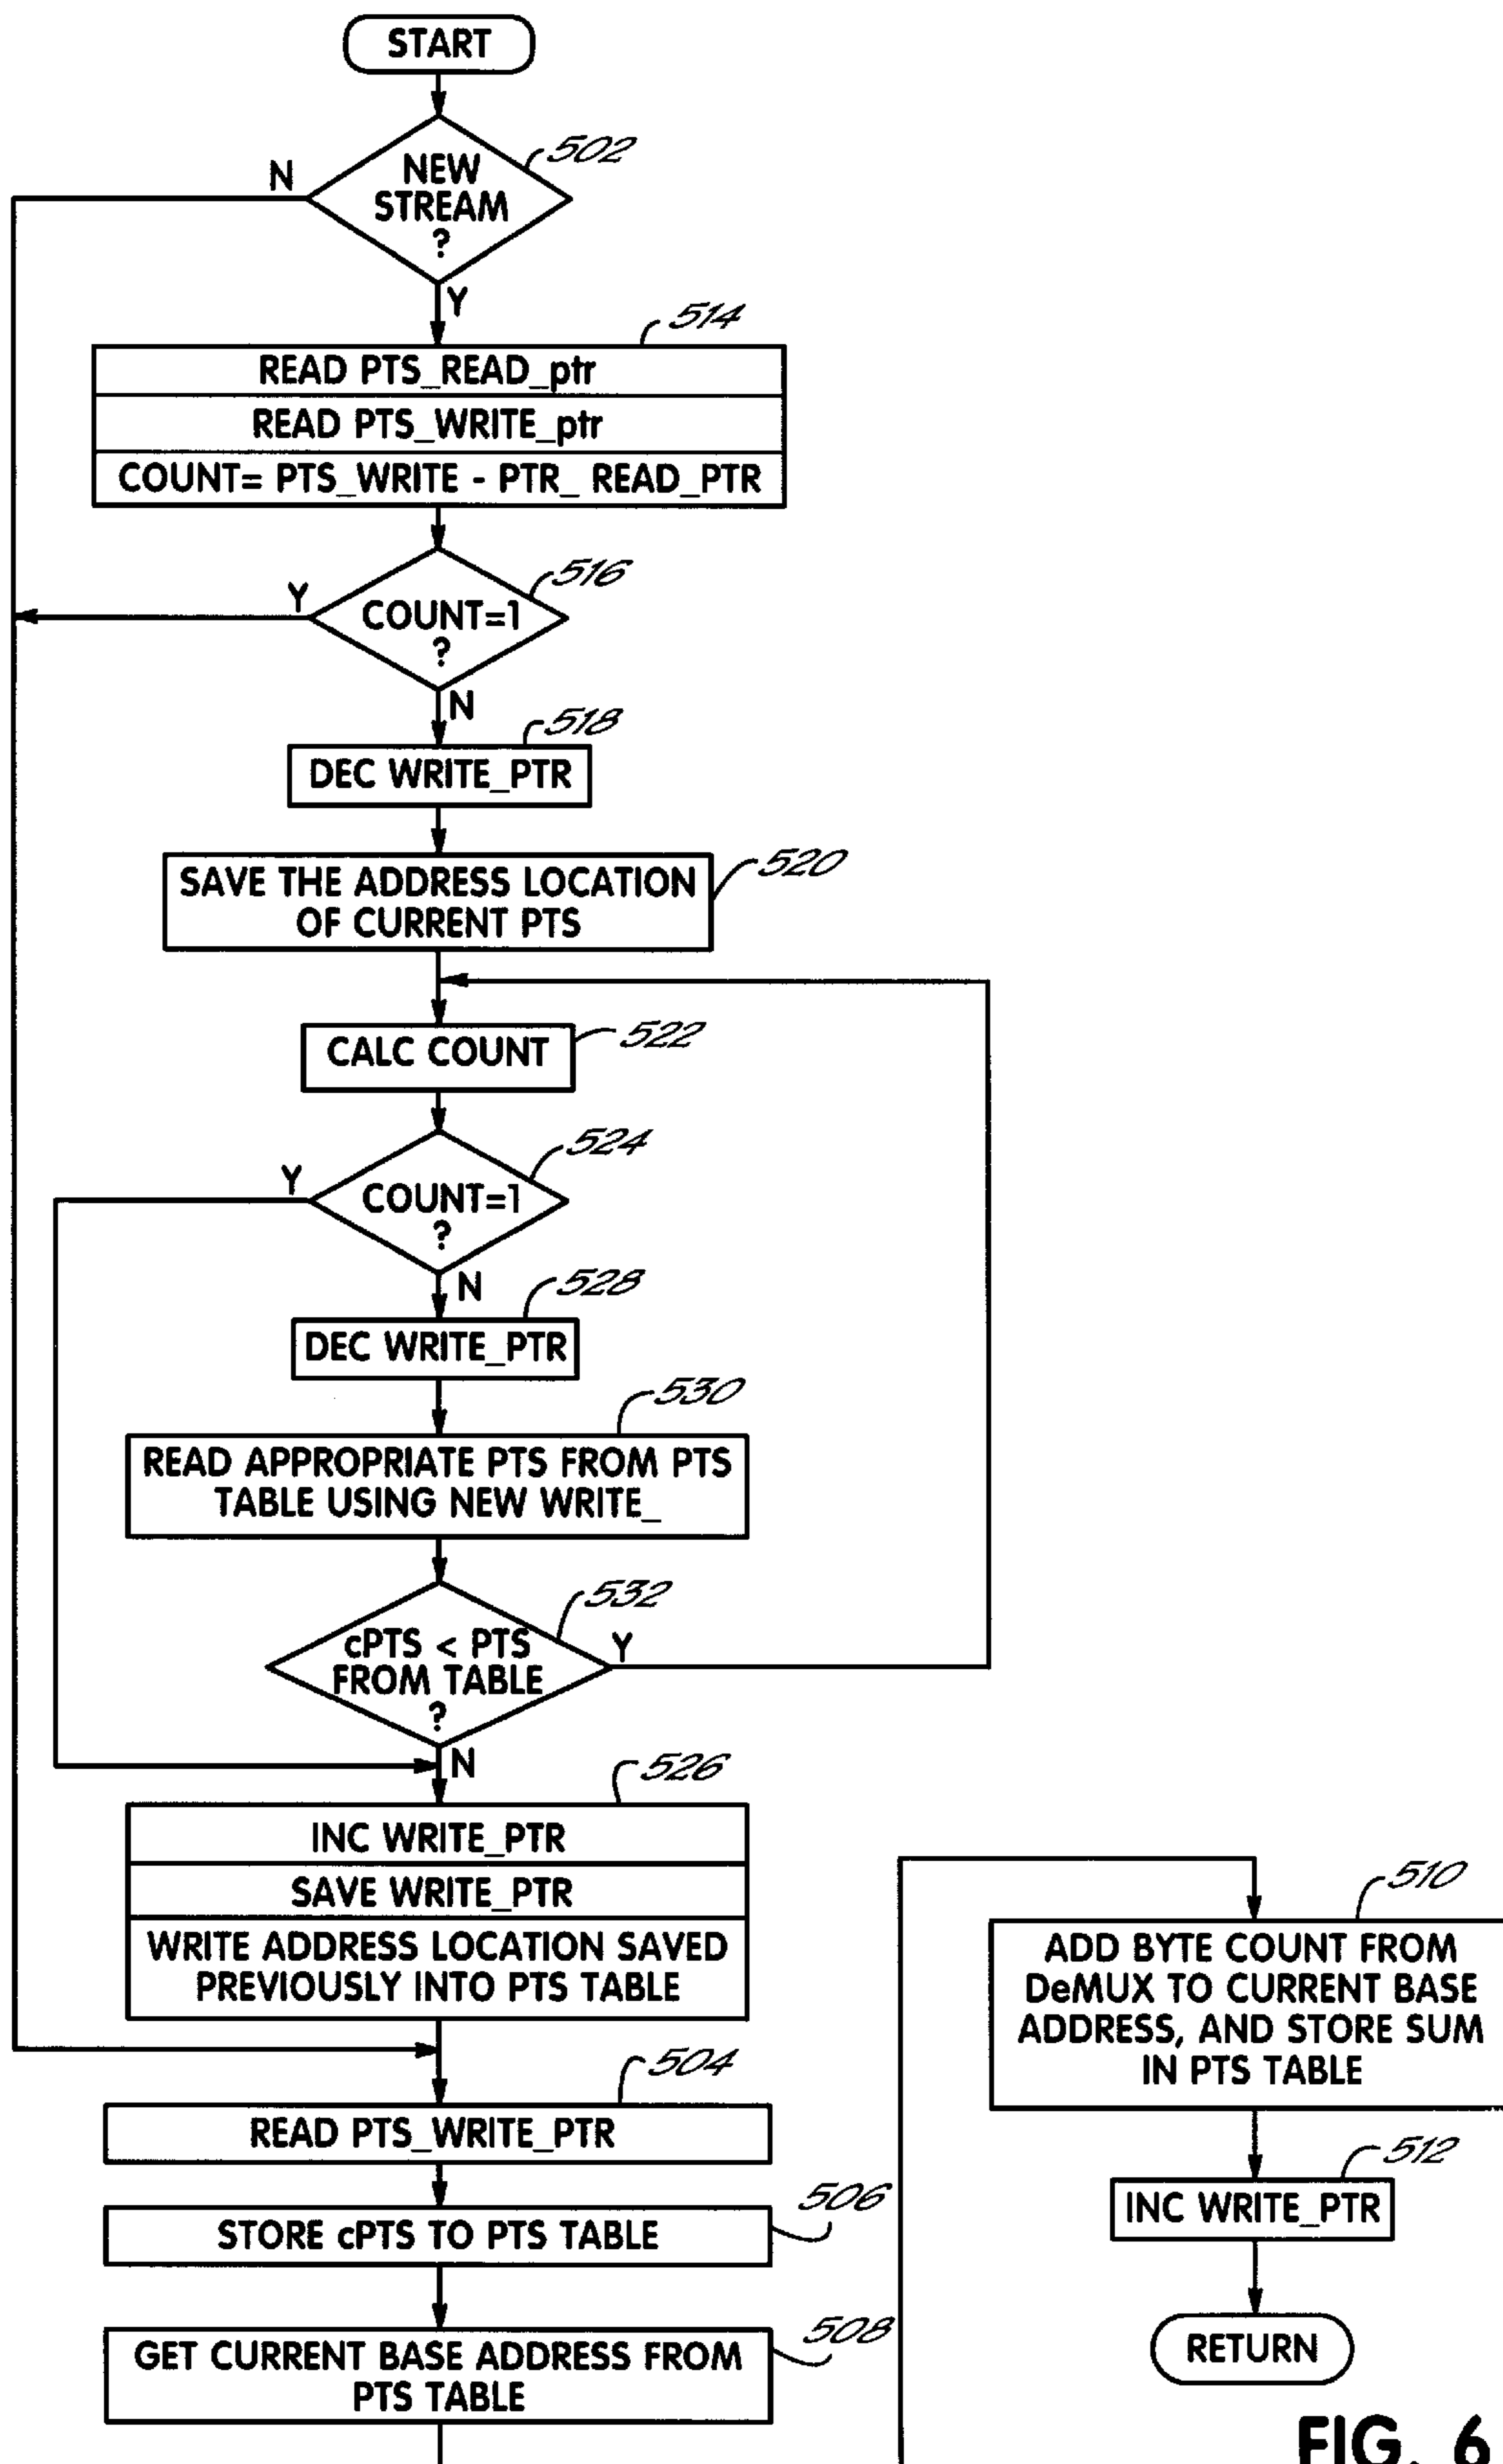 START
502
N
NEW
STREAM
?
Y
514
READ PTS_READ_ptr
READ PTS_WRITE_ptr
COUNT= PTS_WRITE - PTR_ READ_PTR
516
Y
COUNT=1
?
N
518
DEC WRITE_PTR
520
SAVE THE ADDRESS LOCATION
OF CURRENT PTS
522
CALC COUNT
524
Y
COUNT=1
?
N
528
DEC WRITE_PTR
530
READ APPROPRIATE PTS FROM PTS
TABLE USING NEW WRITE_
532
cPTS < PTS
FROM TABLE
?
Y
N
526
INC WRITE_PTR
SAVE WRITE_PTR
WRITE ADDRESS LOCATION SAVED
PREVIOUSLY INTO PTS TABLE
504
READ PTS_WRITE_PTR
506
STORE cPTS TO PTS TABLE
508
GET CURRENT BASE ADDRESS FROM
PTS TABLE
510
ADD BYTE COUNT FROM
DeMUX TO CURRENT BASE
ADDRESS, AND STORE SUM
IN PTS TABLE
512
INC WRITE_PTR
RETURN
FIG. 6